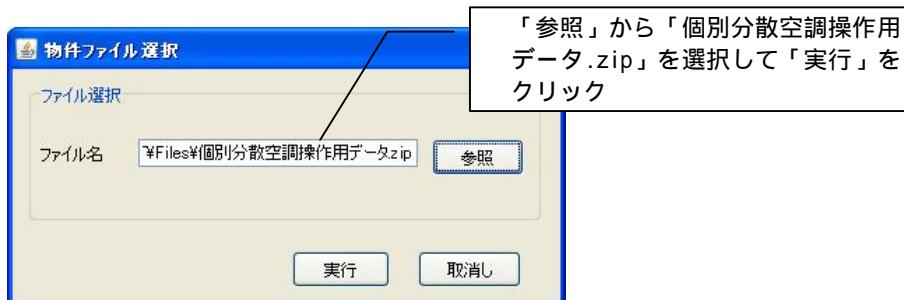 「参照」から「個別分散空調操作用
データ.zip」を選択して「実行」を
クリック
物件ファイル選択
ファイル選択
ファイル名 ¥Files¥個別分散空調操作用データ.zip 参照
実行 取消し